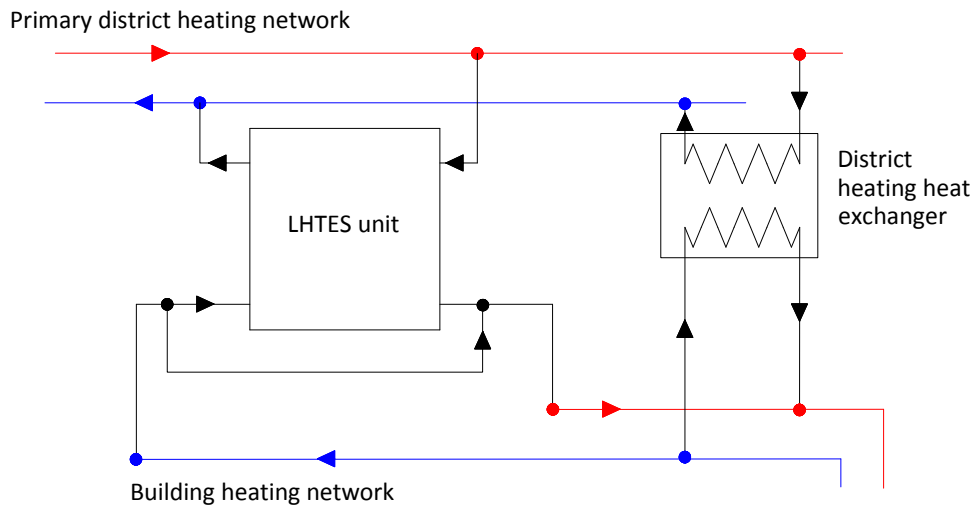 Primary district heating network
LHTES unit
District
heating heat
exchanger
Building heating network